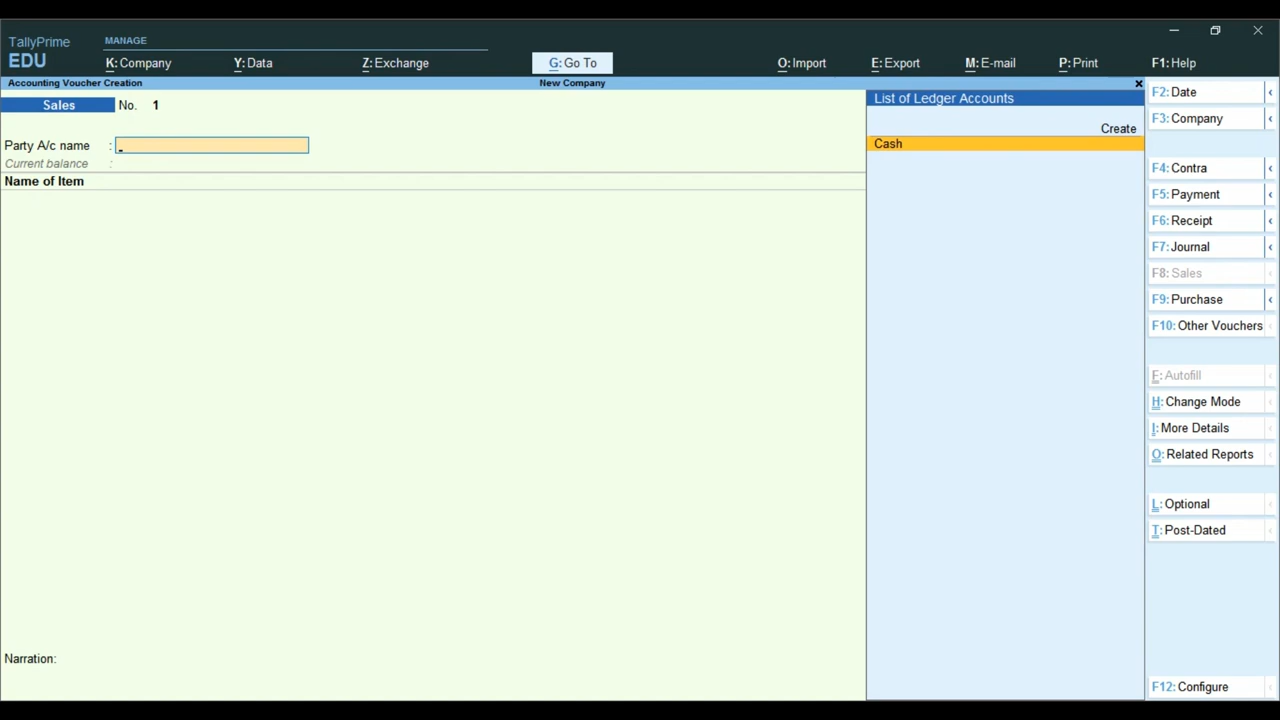 TallyPrime
EDU
MANAGE
K: Company
Y: Data
Z: Exchange
G: Go To
O: Import
E: Export
M: E-mail
P: Print
F1: Help
Accounting Voucher Creation
New Company
Sales No. 1
Party A/c name :
Current balance :
Name of Item
Narration:
List of Ledger Accounts
Create
Cash
F2: Date
F3: Company
F4: Contra
F5: Payment
F6: Receipt
F7: Journal
F8: Sales
F9: Purchase
F10: Other Vouchers
F: Autofill
H: Change Mode
I: More Details
O: Related Reports
L: Optional
T: Post-Dated
F12: Configure